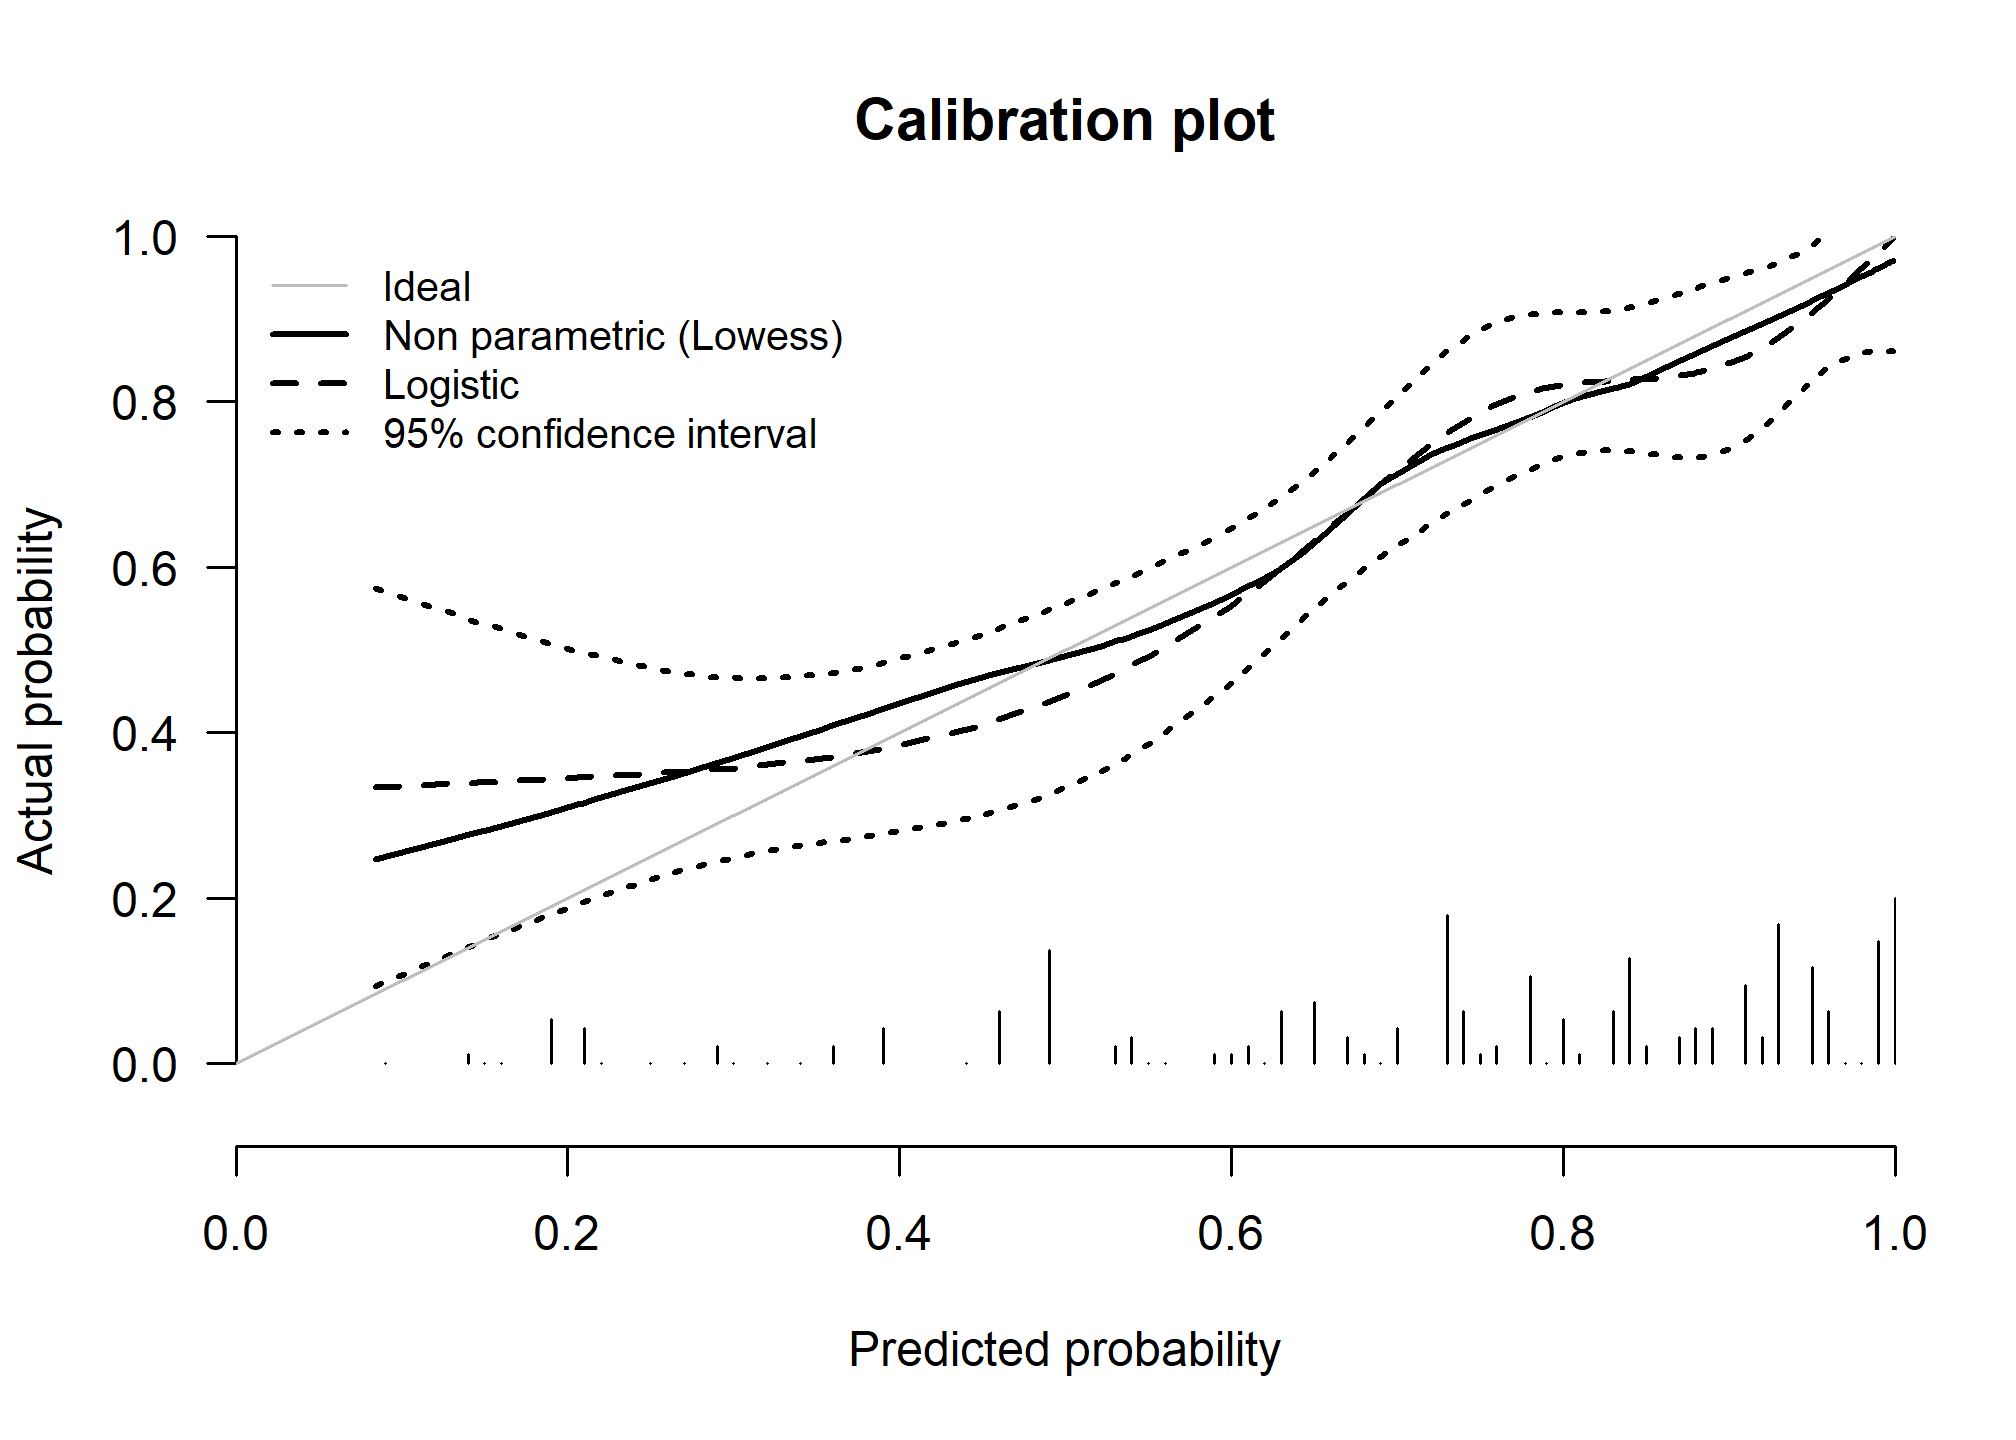 Calibration plot
1.0
0.8
0.6
0.4
0.2
0.0
Actual probability
Ideal
Non parametric (Lowess)
Logistic
95% confidence interval
0.0 0.2 0.4 0.6 0.8 1.0
Predicted probability